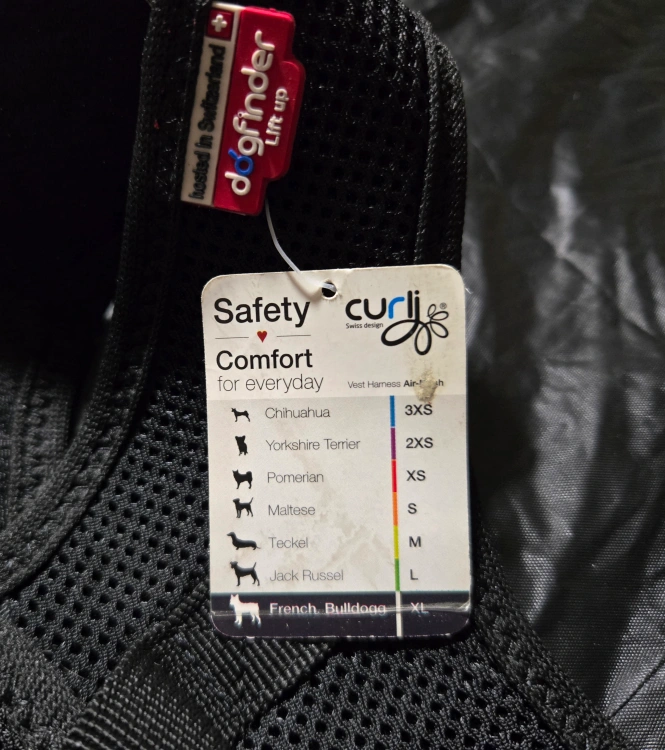 hosted in Switzerland
dogfinder
Lift up
Safety
Comfort
for everyday
curli®
Swiss design
Vest Harness Air-Mesh
Chihuahua 3XS
Yorkshire Terrier 2XS
Pomerian XS
Maltese S
Teckel M
Jack Russel L
French Bulldogg XL